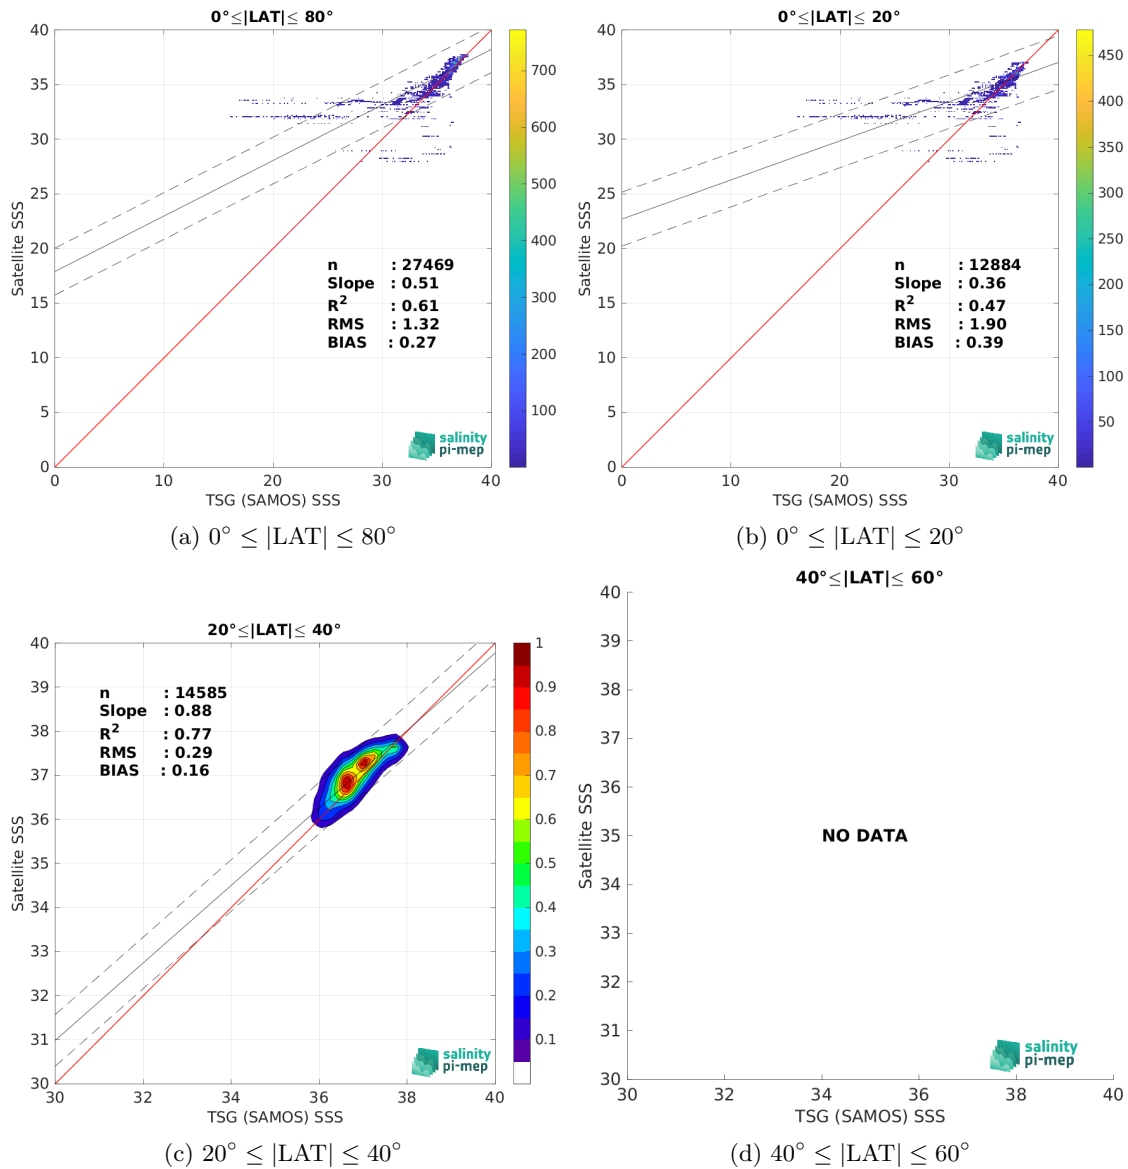 0°≤|LAT|≤ 80°
40
35
30
25
20
15
10
5
0
0
10
20
30
40
Satellite SSS
TSG (SAMOS) SSS
n : 27469
Slope : 0.51
R2 : 0.61
RMS : 1.32
BIAS : 0.27
salinity
pi-mep
700
600
500
400
300
200
100
(a) 0° ≤ |LAT| ≤ 80°
0°≤|LAT|≤ 20°
40
35
30
25
20
15
10
5
0
0
10
20
30
40
Satellite SSS
TSG (SAMOS) SSS
n : 12884
Slope : 0.36
R2 : 0.47
RMS : 1.90
BIAS : 0.39
salinity
pi-mep
450
400
350
300
250
200
150
100
50
(b) 0° ≤ |LAT| ≤ 20°
20°≤|LAT|≤ 40°
40
39
38
37
36
35
34
33
32
31
30
30
32
34
36
38
40
Satellite SSS
TSG (SAMOS) SSS
n : 14585
Slope : 0.88
R2 : 0.77
RMS : 0.29
BIAS : 0.16
salinity
pi-mep
1
0.9
0.8
0.7
0.6
0.5
0.4
0.3
0.2
0.1
(c) 20° ≤ |LAT| ≤ 40°
40°≤|LAT|≤ 60°
40
39
38
37
36
35
34
33
32
31
30
30
32
34
36
38
40
Satellite SSS
TSG (SAMOS) SSS
NO DATA
salinity
pi-mep
(d) 40° ≤ |LAT| ≤ 60°